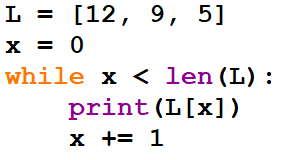 L = [12, 9, 5]
x = 0
while x < len(L):
    print(L[x])
    x += 1